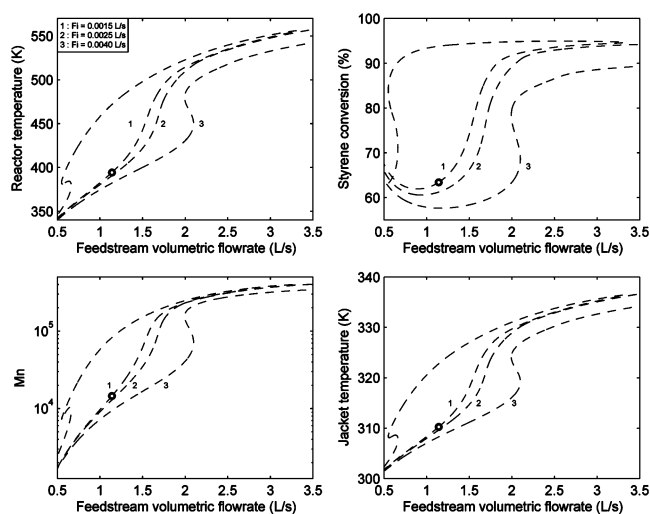 1 : Fi = 0.0015 L/s
2 : Fi = 0.0025 L/s
3 : Fi = 0.0040 L/s
Reactor temperature (K)
550
500
450
400
350
1
2
3
0.5 1 1.5 2 2.5 3 3.5
Feedstream volumetric flowrate (L/s)
Styrene conversion (%)
100
90
80
70
60
1
2
3
0.5 1 1.5 2 2.5 3 3.5
Feedstream volumetric flowrate (L/s)
Mn
10^5
10^4
1
2
3
0.5 1 1.5 2 2.5 3 3.5
Feedstream volumetric flowrate (L/s)
Jacket temperature (K)
340
330
320
310
300
1
2
3
0.5 1 1.5 2 2.5 3 3.5
Feedstream volumetric flowrate (L/s)